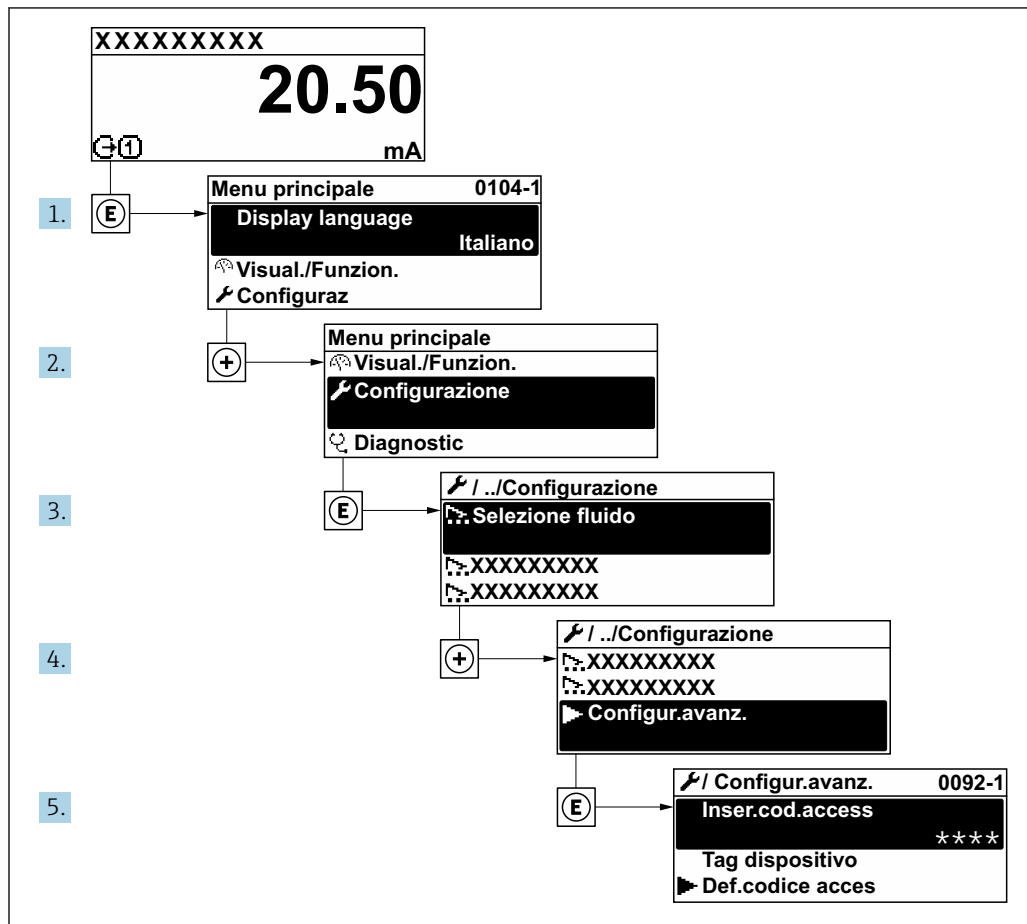 XXXXXXXXX
20.50
1
mA
1.
E
Menu principale 0104-1
Display language
Italiano
Visual./Funzion.
Configuraz
2.
+
Menu principale
Visual./Funzion.
Configurazione
Diagnostic
3.
E
/ ../Configurazione
Selezione fluido
XXXXXXXXX
XXXXXXXXX
4.
+
/ ../Configurazione
XXXXXXXXX
XXXXXXXXX
Configur.avanz.
5.
E
/ Configur.avanz. 0092-1
Inser.cod.access
****
Tag dispositivo
Def.codice acces